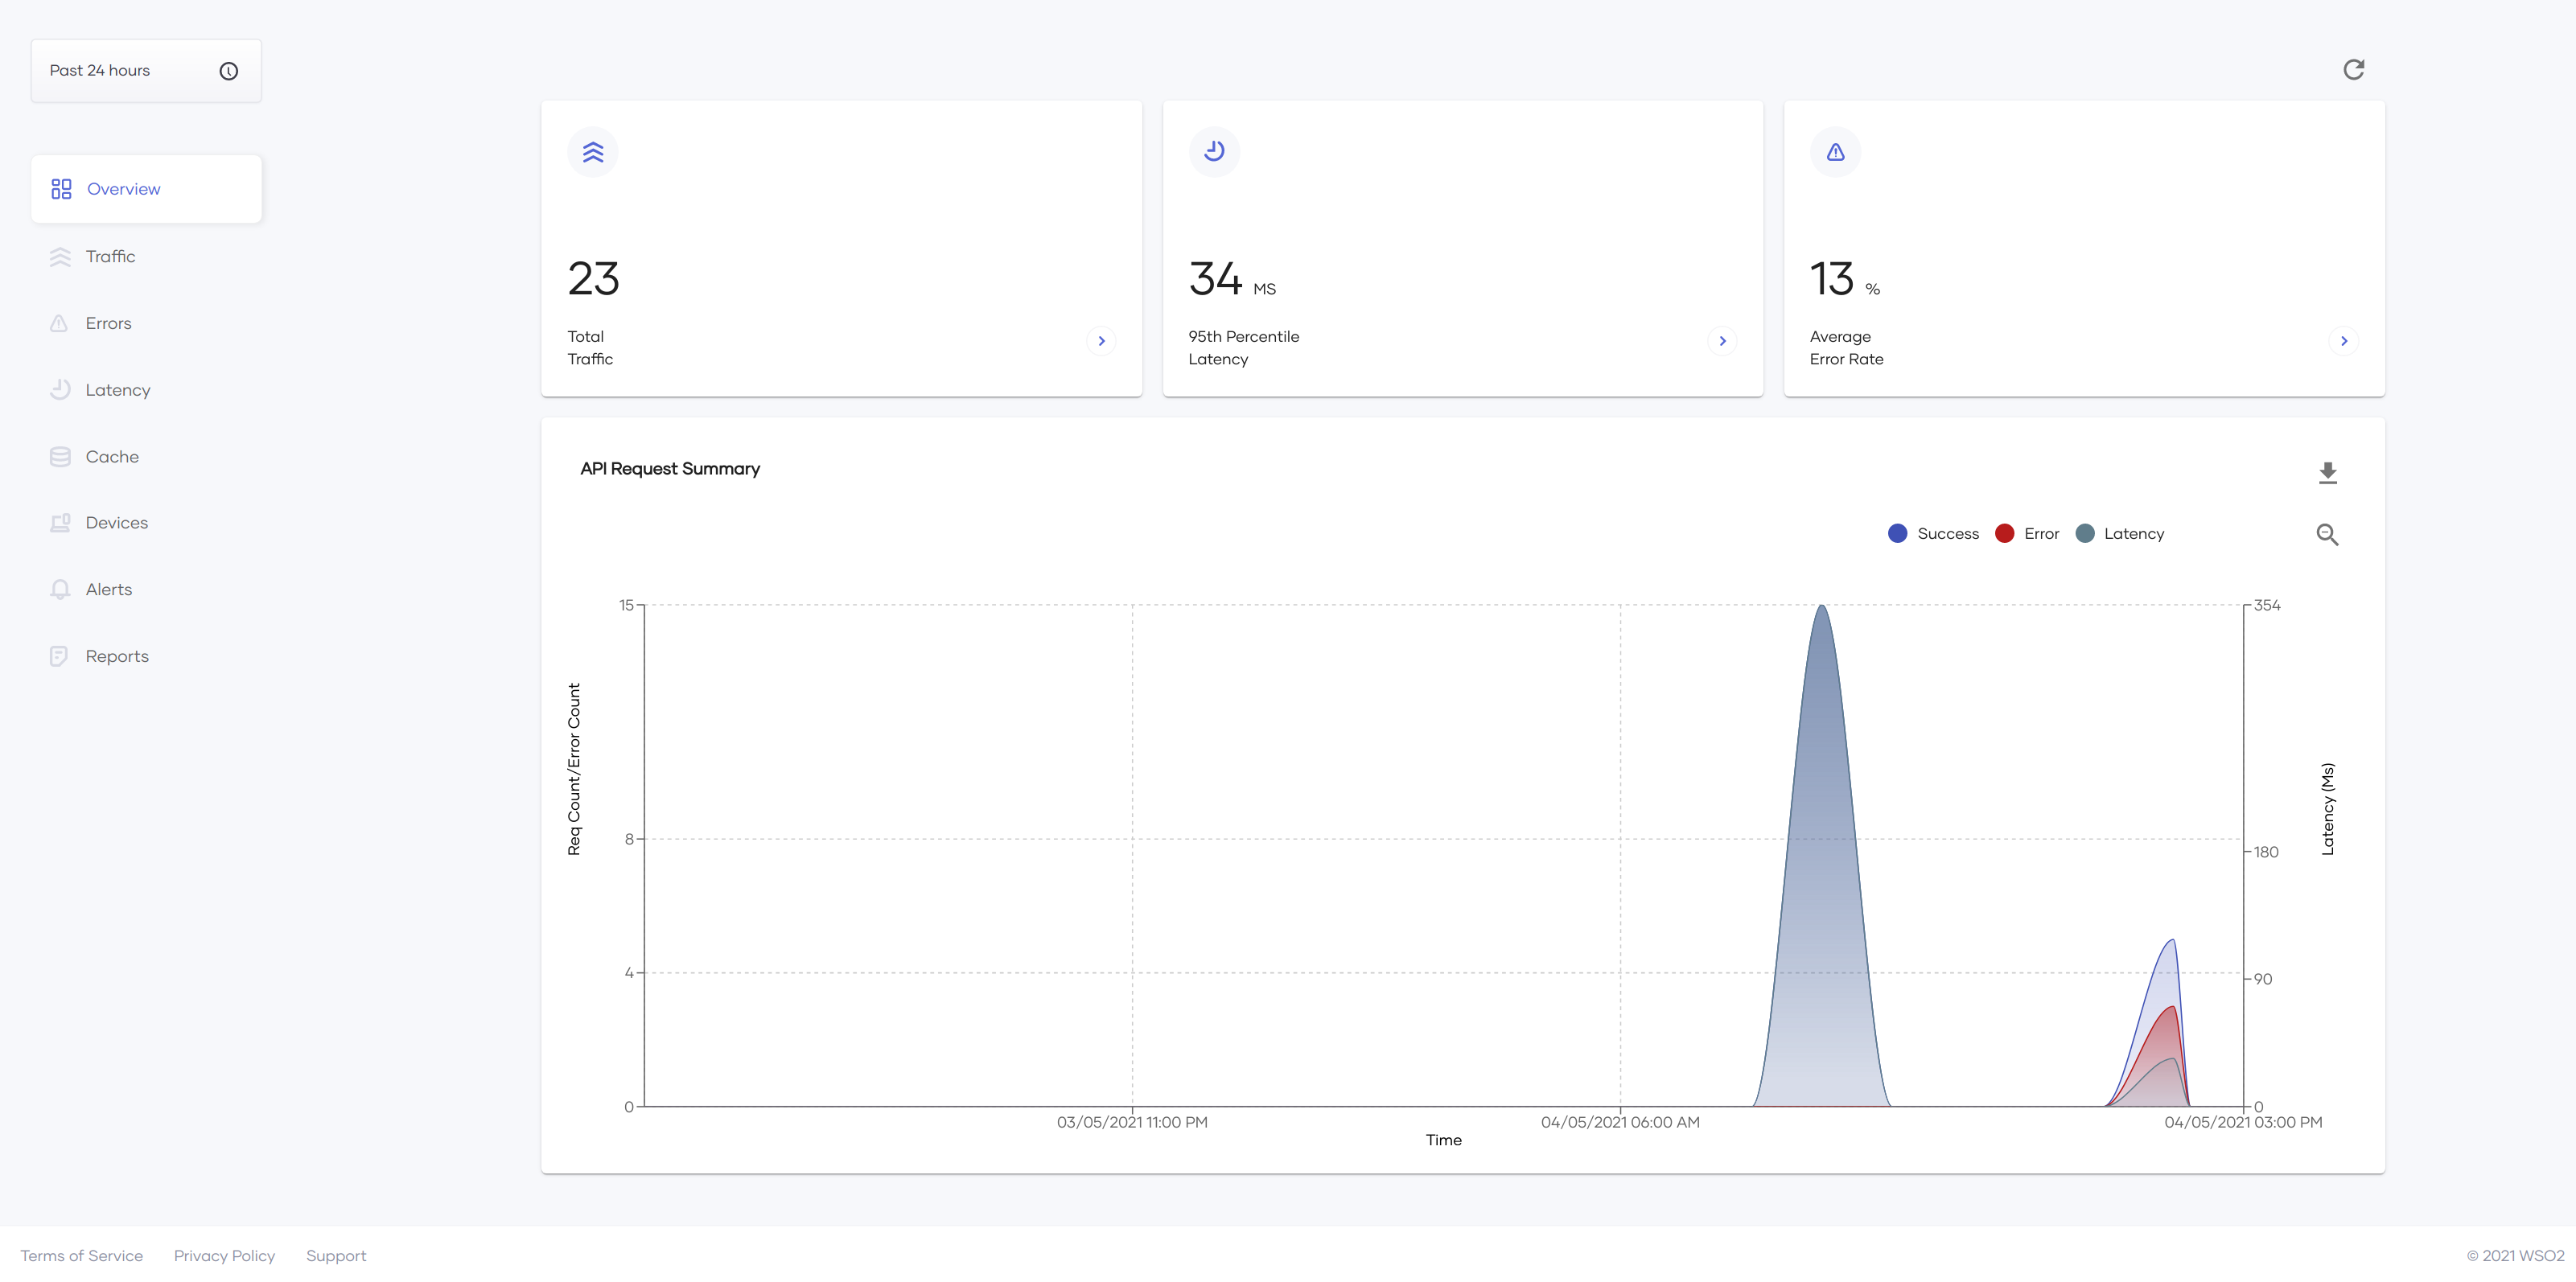 Past 24 hours
Overview
Traffic
Errors
Latency
Cache
Devices
Alerts
Reports
23
Total
Traffic
34 MS
95th Percentile
Latency
13 %
Average
Error Rate
API Request Summary
Success Error Latency
Req Count/Error Count
15
8
4
0
354
180
90
0
Latency (Ms)
03/05/2021 11:00 PM 04/05/2021 06:00 AM 04/05/2021 03:00 PM
Time
Terms of Service Privacy Policy Support © 2021 WSO2